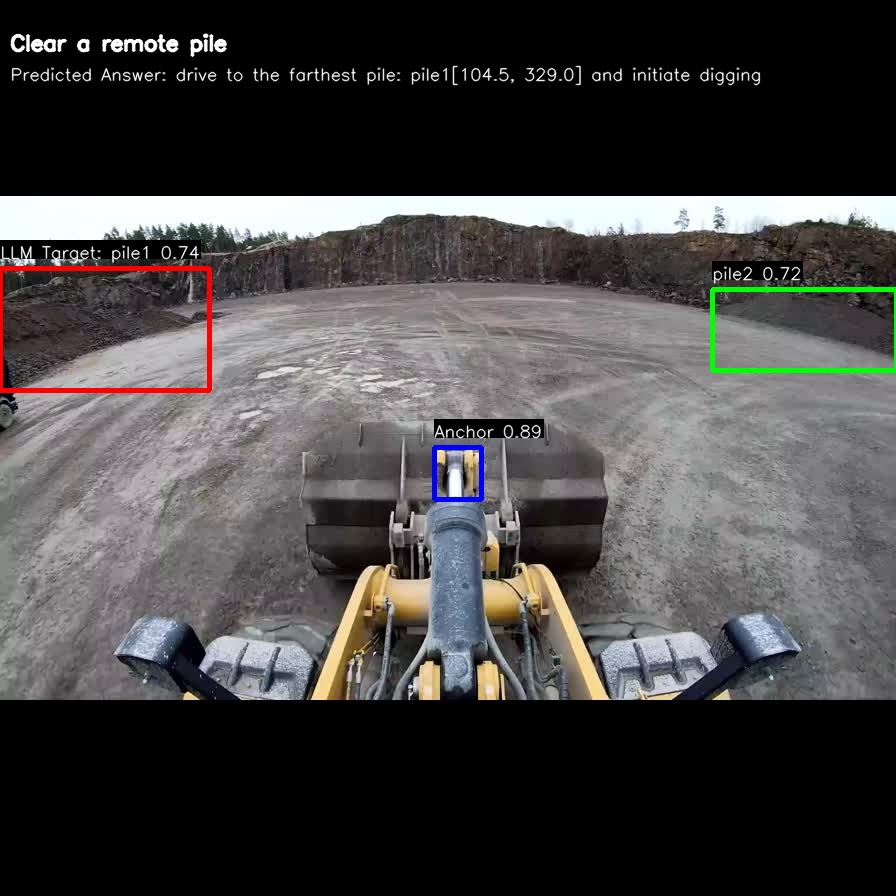 Clear a remote pile
Predicted Answer: drive to the farthest pile: pile1[104.5, 329.0] and initiate digging
LLM Target: pile1 0.74
pile2 0.72
Anchor 0.89